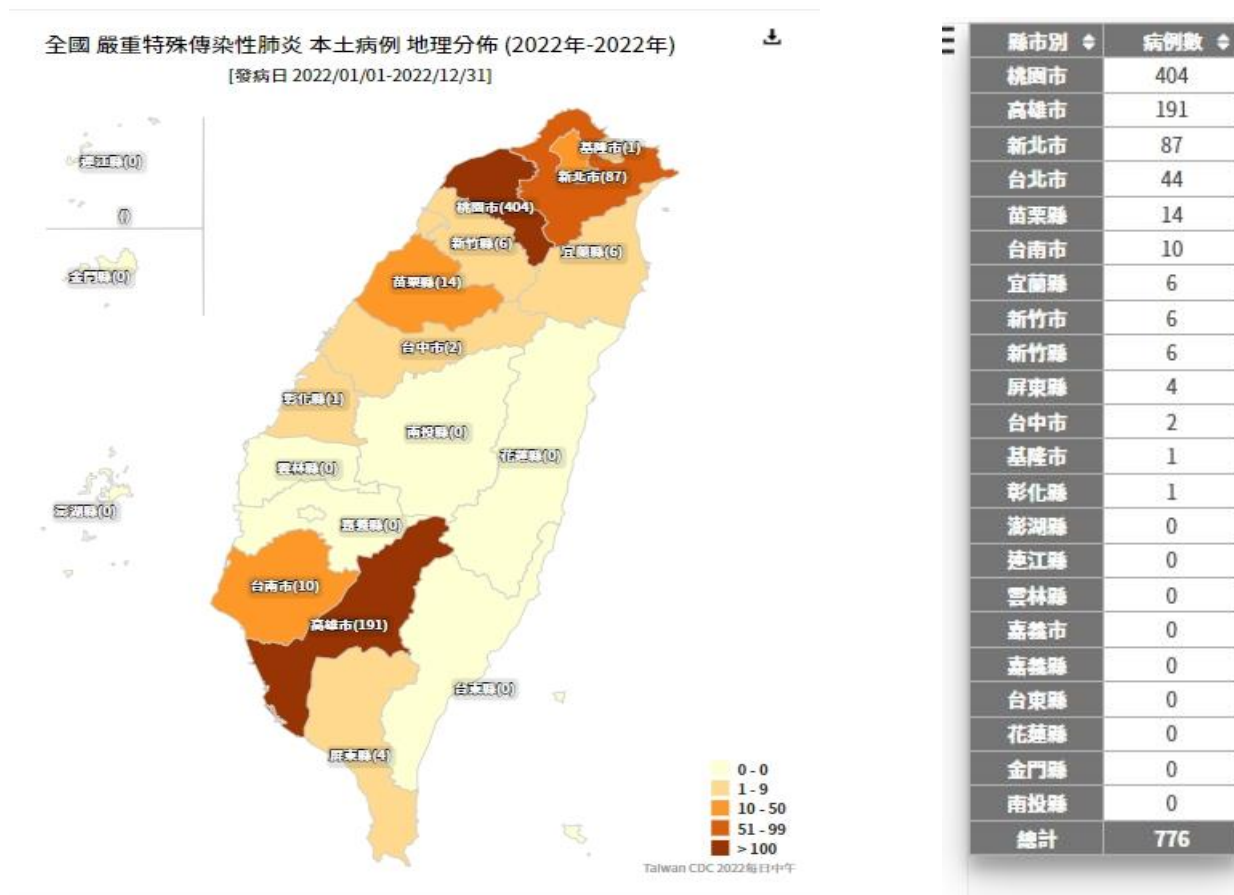 全國 嚴重特殊傳染性肺炎 本土病例 地理分佈 (2022年-2022年)
[發病日 2022/01/01-2022/12/31]
連江縣(0)
()
金門縣(0)
基隆市(1)
新北市(87)
桃園市(404)
新竹縣(6)
宜蘭縣(6)
苗栗縣(14)
台中市(2)
彰化縣(1)
南投縣(0)
花蓮縣(0)
雲林縣(0)
澎湖縣(0)
嘉義縣(0)
台南市(10)
高雄市(191)
台東縣(0)
屏東縣(4)
0 - 0
1 - 9
10 - 50
51 - 99
> 100
Taiwan CDC 2022每日中午
縣市別 病例數
桃園市 404
高雄市 191
新北市 87
台北市 44
苗栗縣 14
台南市 10
宜蘭縣 6
新竹市 6
新竹縣 6
屏東縣 4
台中市 2
基隆市 1
彰化縣 1
澎湖縣 0
連江縣 0
雲林縣 0
嘉義市 0
嘉義縣 0
台東縣 0
花蓮縣 0
金門縣 0
南投縣 0
總計 776